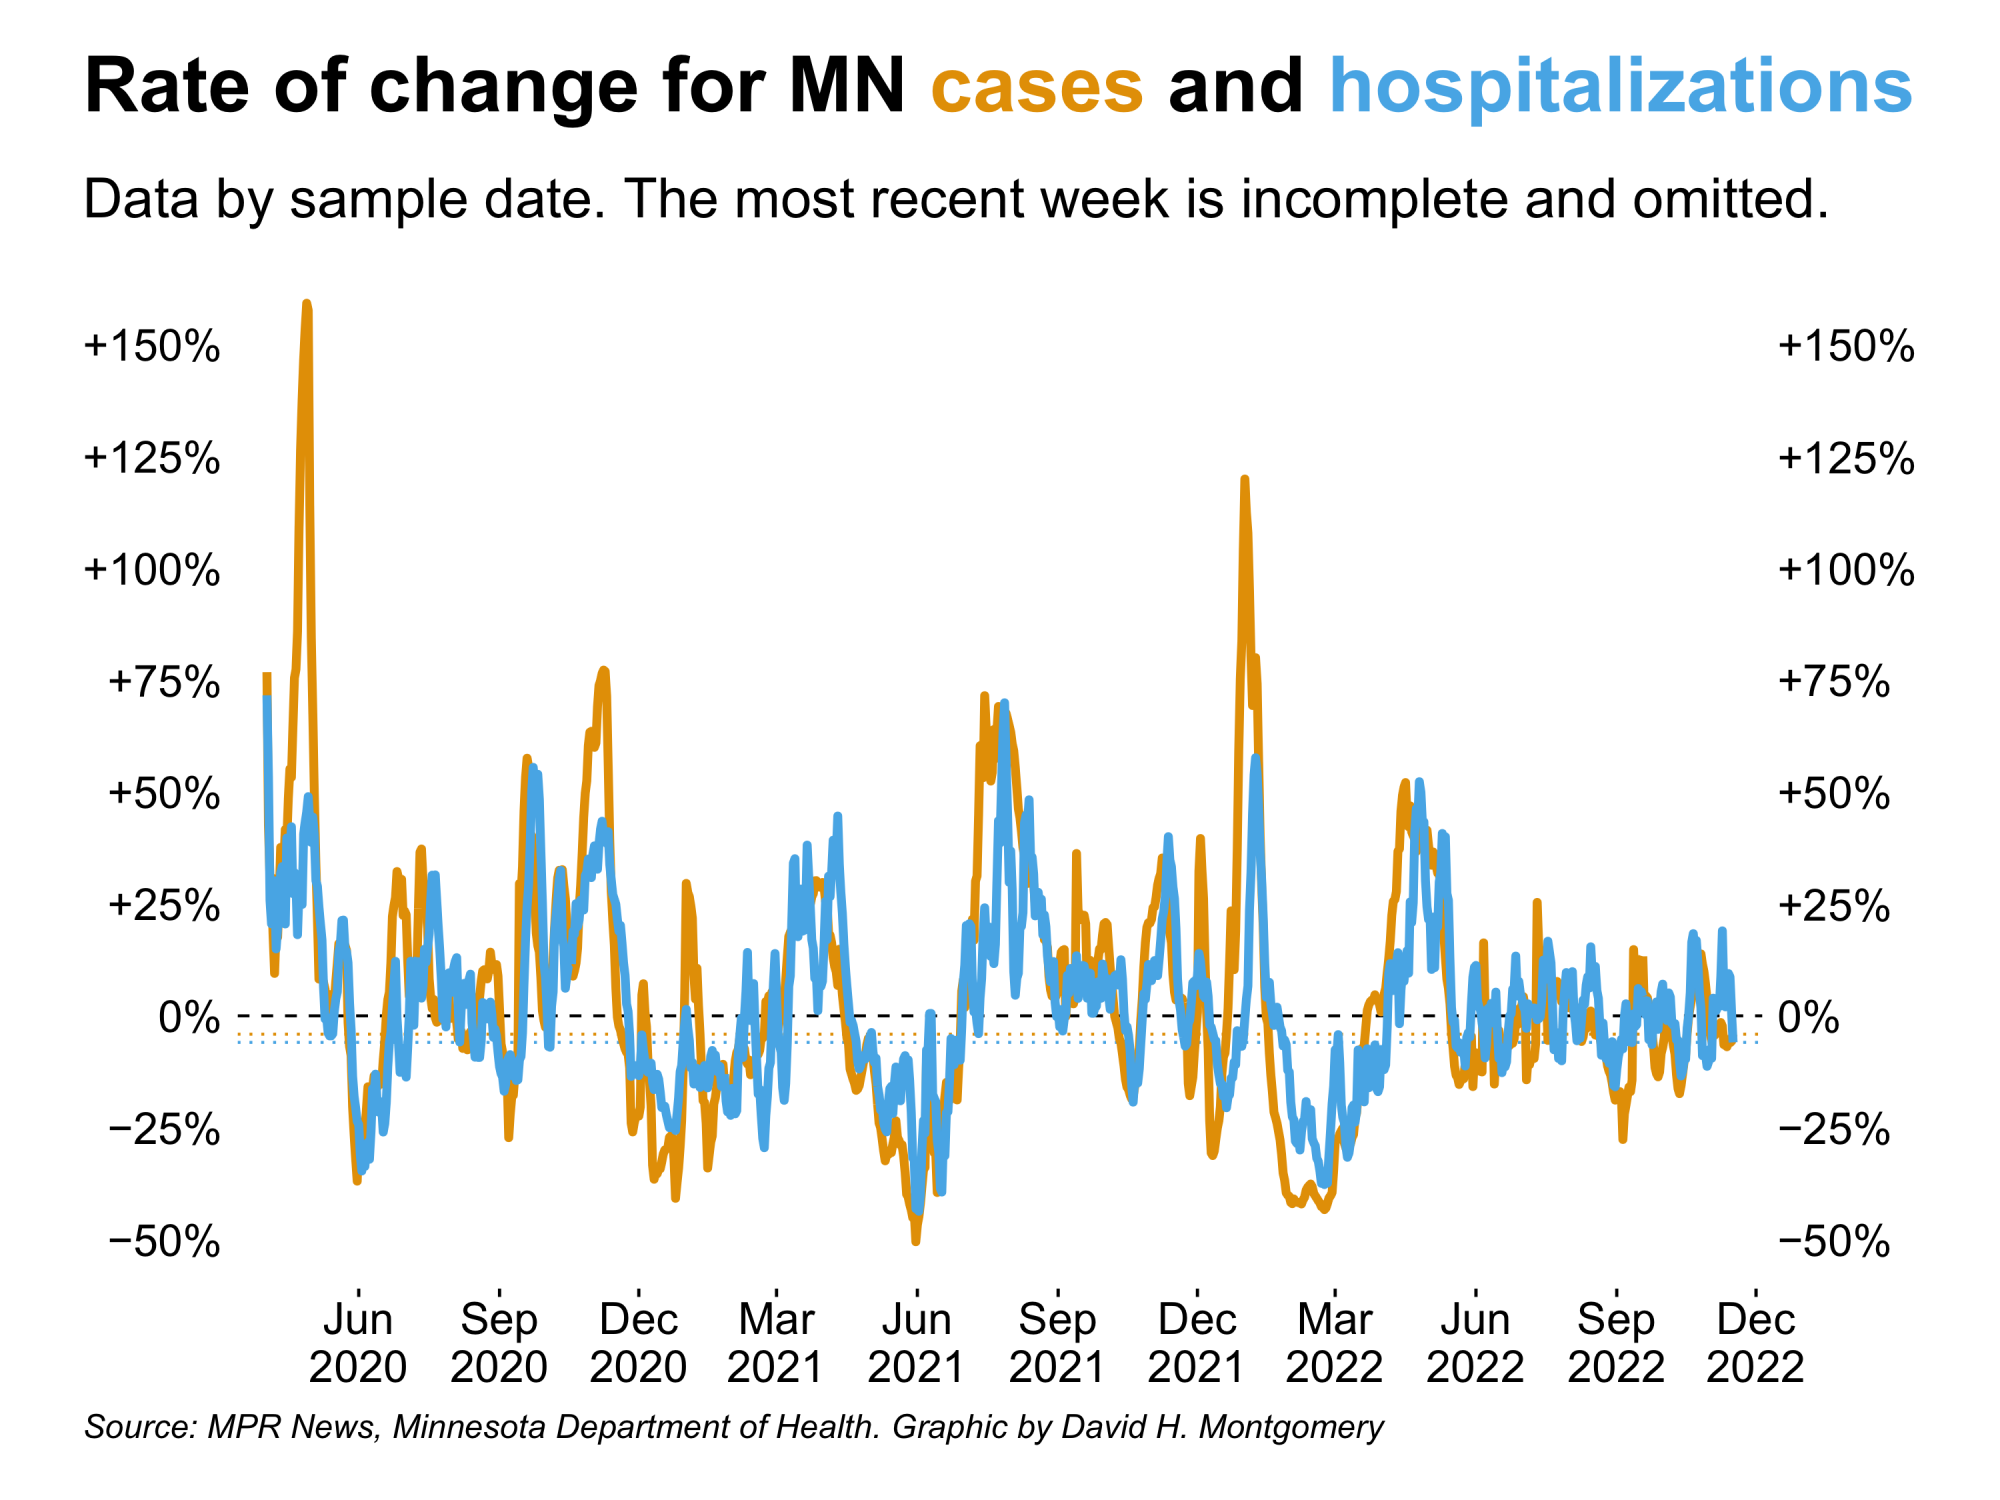 Rate of change for MN cases and hospitalizations
Data by sample date. The most recent week is incomplete and omitted.
+150% +150%
+125% +125%
+100% +100%
+75% +75%
+50% +50%
+25% +25%
0% 0%
−25% −25%
−50% −50%
Jun Sep Dec Mar Jun Sep Dec Mar Jun Sep Dec
2020 2020 2020 2021 2021 2021 2021 2022 2022 2022 2022
Source: MPR News, Minnesota Department of Health. Graphic by David H. Montgomery